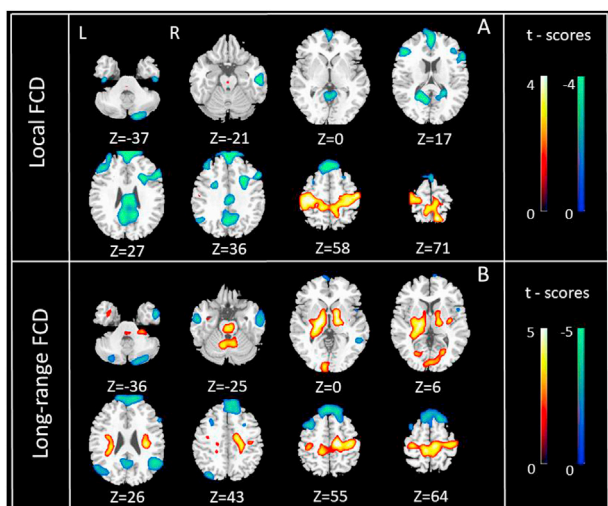 L R A
Local FCD
Z=-37 Z=-21 Z=0 Z=17
Z=27 Z=36 Z=58 Z=71
t - scores
4 -4
0 0
B
Long-range FCD
Z=-36 Z=-25 Z=0 Z=6
Z=26 Z=43 Z=55 Z=64
t - scores
5 -5
0 0